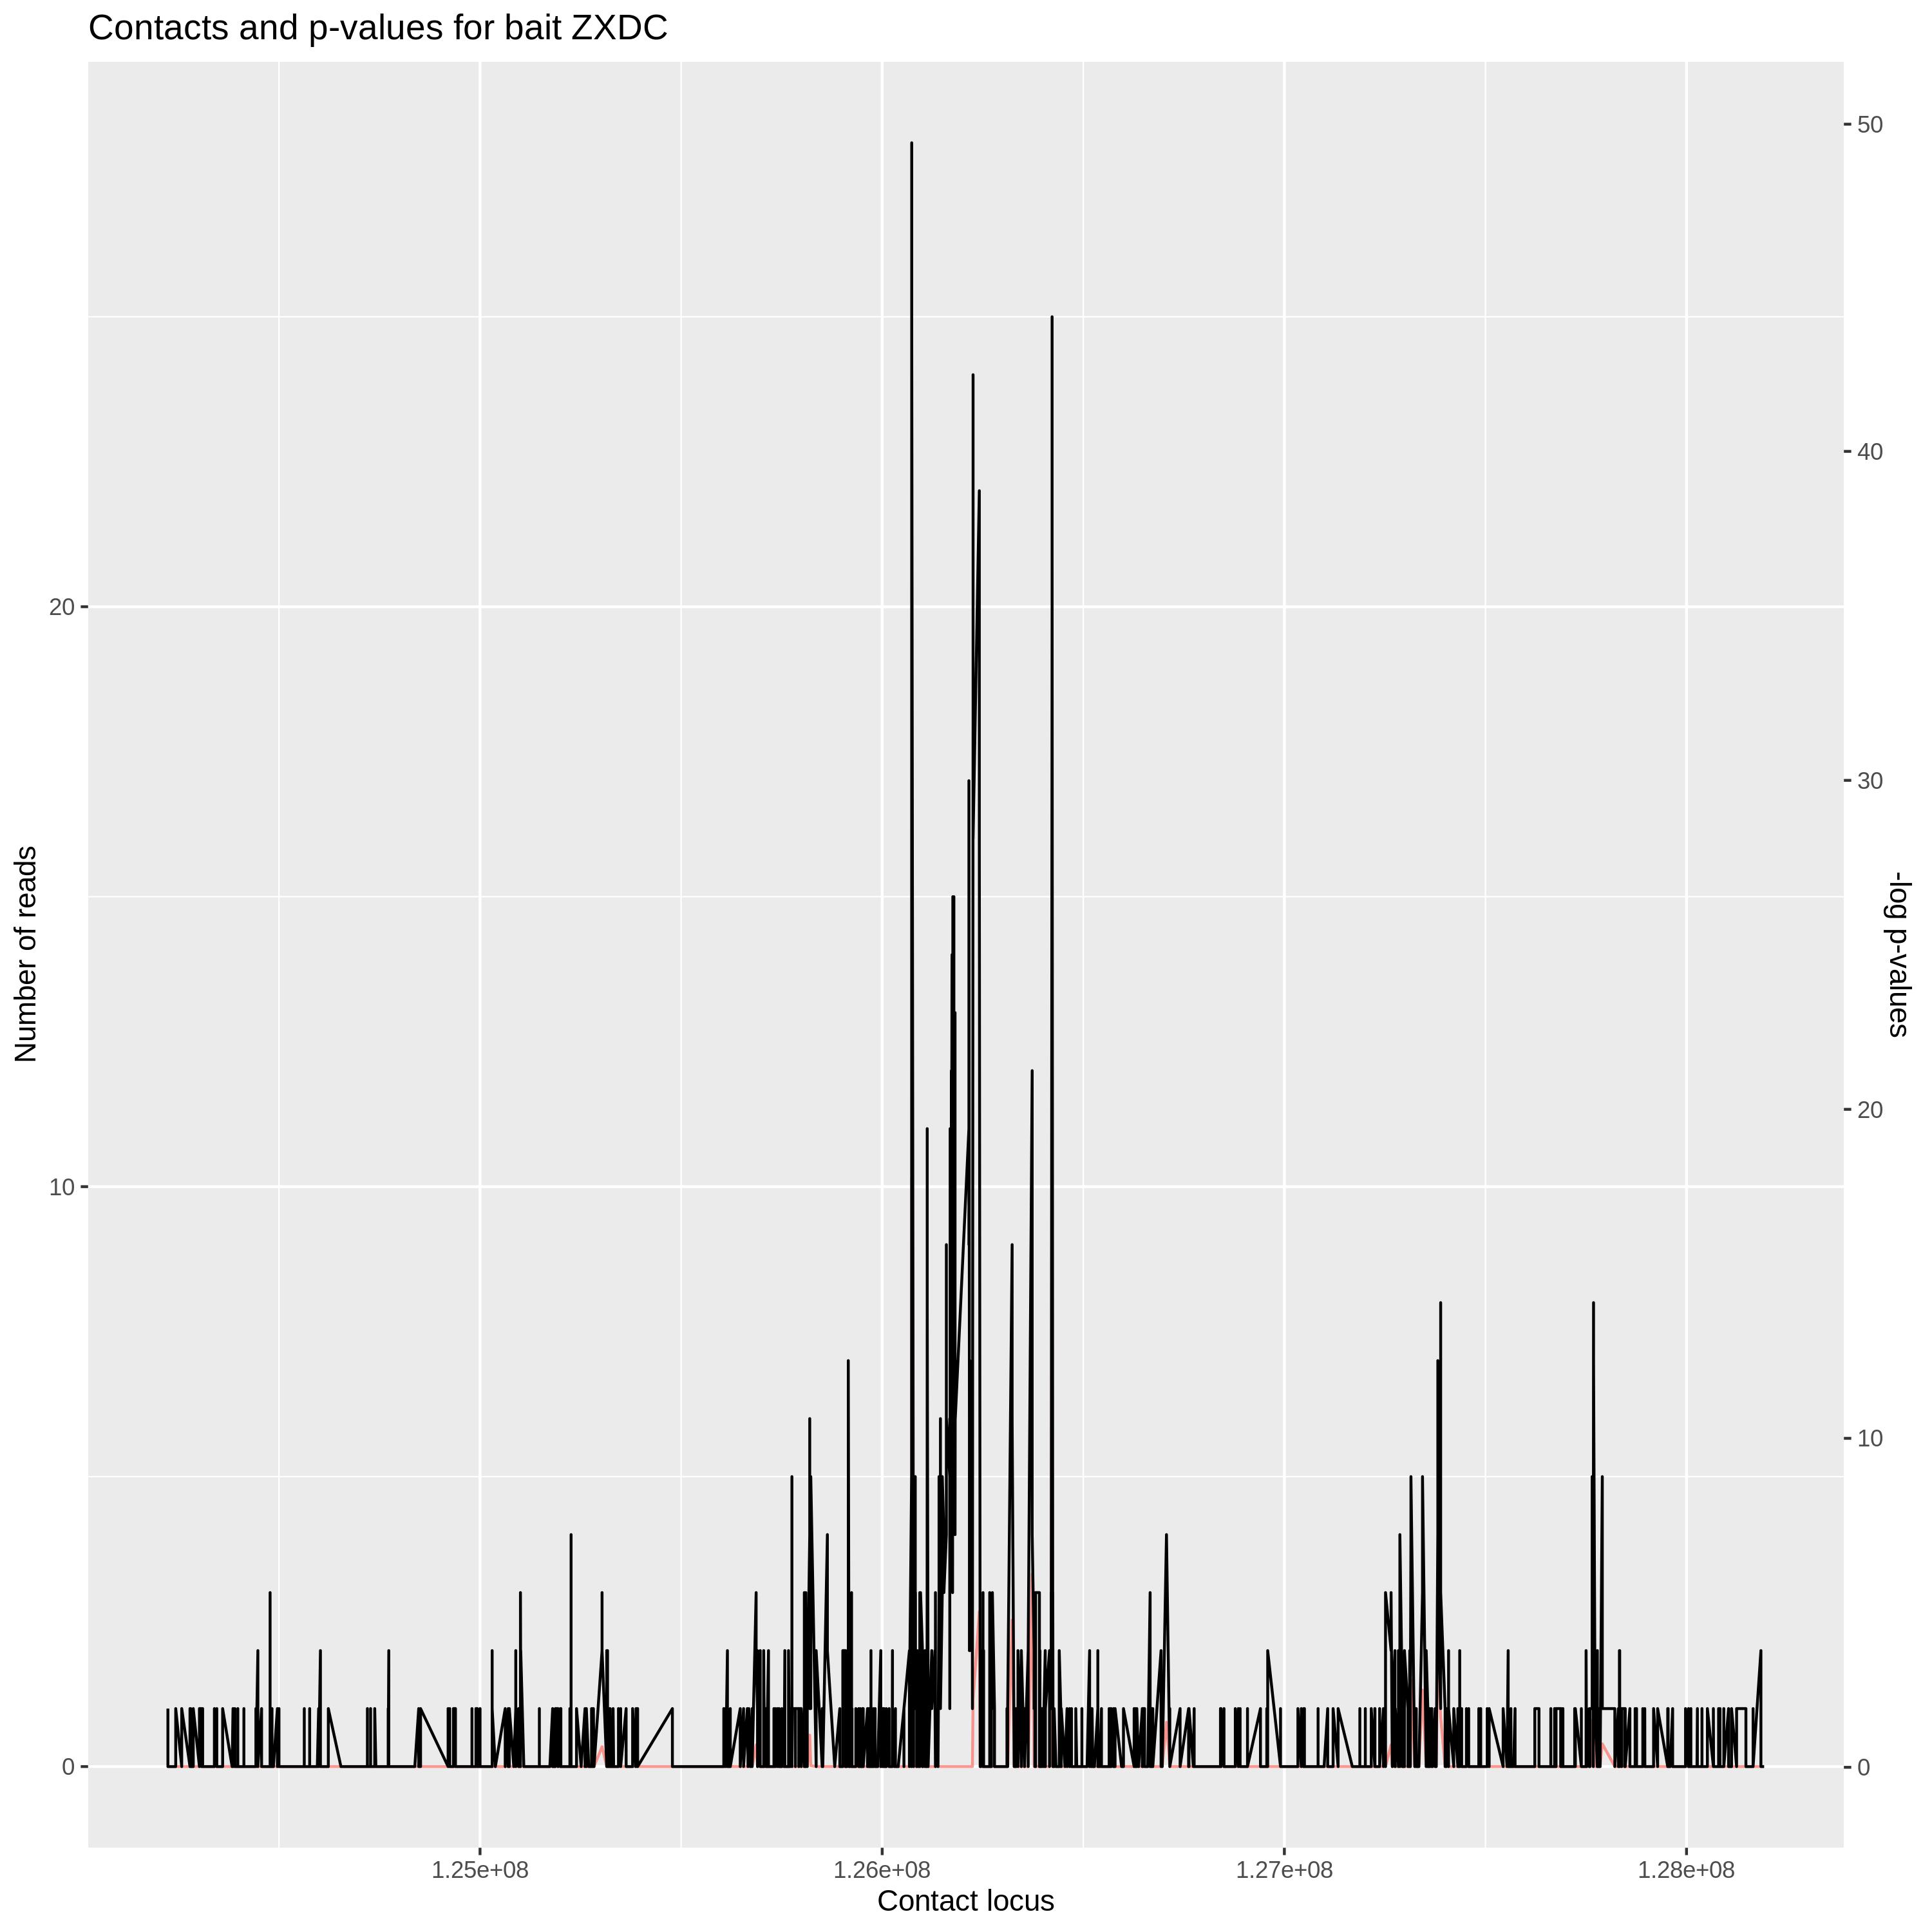 Contacts and p-values for bait ZXDC
50
40
20
30
Number of reads
-log p-values
20
10
10
0
0
1.25e+08
1.26e+08
1.27e+08
1.28e+08
Contact locus